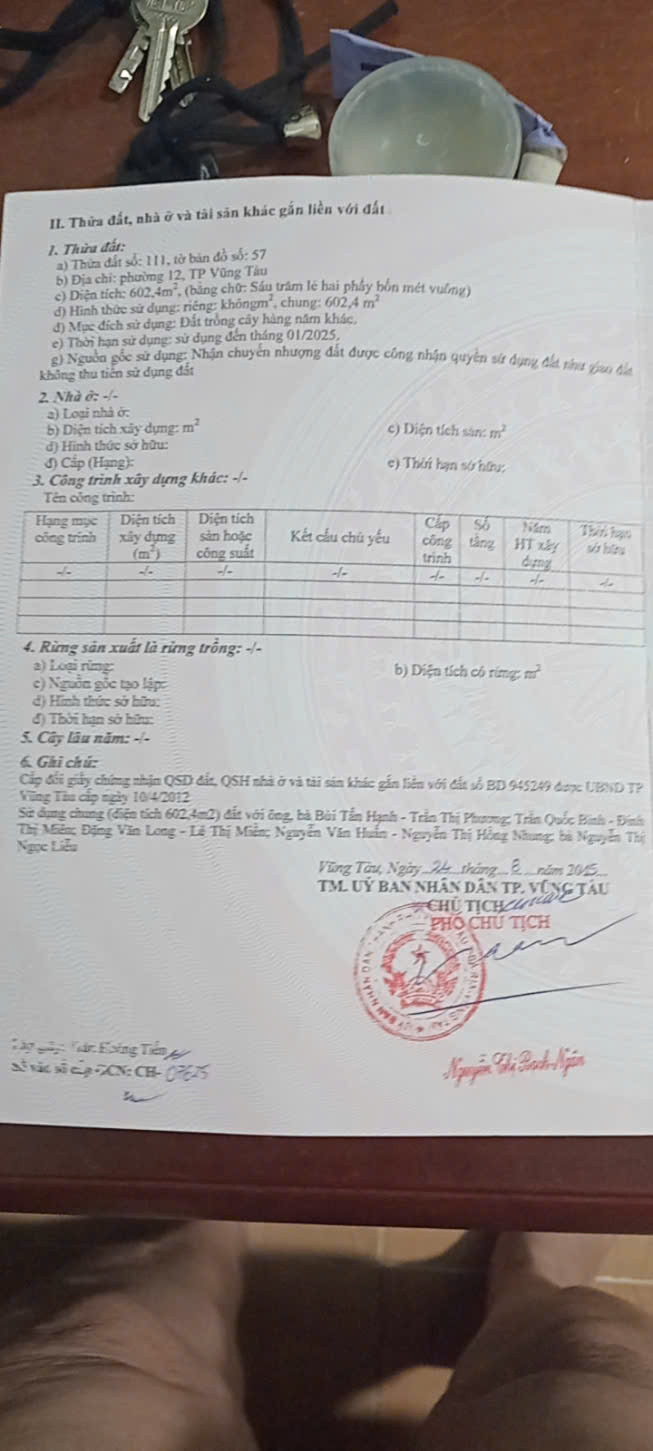 II. Thửa đất, nhà ở và tài sản khác gắn liền với đất
1. Thửa đất:
a) Thửa đất số: 111, tờ bản đồ số: 57
b) Địa chỉ: phường 12, TP Vũng Tàu
c) Diện tích: 602,4m², (bằng chữ: Sáu trăm lẻ hai phẩy bốn mét vuông)
d) Hình thức sử dụng: riêng: khôngm², chung: 602,4 m²
đ) Mục đích sử dụng: Đất trồng cây hàng năm khác.
e) Thời hạn sử dụng: sử dụng đến tháng 01/2025.
g) Nguồn gốc sử dụng: Nhận chuyển nhượng đất được công nhận quyền sử dụng đất như giao đất
không thu tiền sử dụng đất
2. Nhà ở: -/-
a) Loại nhà ở:
b) Diện tích xây dựng: m² c) Diện tích sàn: m²
d) Hình thức sở hữu:
đ) Cấp (Hạng): e) Thời hạn sở hữu:
3. Công trình xây dựng khác: -/-
Tên công trình:
Hạng mục Diện tích Diện tích Kết cấu chủ yếu Cấp Số Năm Thời hạn
công trình xây dựng sàn hoặc công tầng HT xây sở hữu
(m²) công suất trình dựng
-/- -/- -/- -/- -/- -/- -/- -/-
4. Rừng sản xuất là rừng trồng: -/-
a) Loại rừng: b) Diện tích có rừng: m²
c) Nguồn gốc tạo lập:
d) Hình thức sở hữu:
đ) Thời hạn sở hữu:
5. Cây lâu năm: -/-
6. Ghi chú:
Cấp đổi giấy chứng nhận QSD đất, QSH nhà ở và tài sản khác gắn liền với đất số BD 945249 được UBND TP
Vũng Tàu cấp ngày 10/4/2012
Sử dụng chung (diện tích 602,4m2) đất với ông, bà Bùi Tấn Hạnh - Trần Thị Phương; Trần Quốc Bình - Đinh
Thị Miên; Đặng Văn Long - Lê Thị Miền; Nguyễn Văn Huấn - Nguyễn Thị Hồng Nhung; bà Nguyễn Thị
Ngọc Liễu
Vũng Tàu, Ngày 24 tháng 8 năm 2015
TM. UỶ BAN NHÂN DÂN TP. VŨNG TÀU
CHỦ TỊCH
PHÓ CHỦ TỊCH
Hoàng Tiến
Số vào sổ cấp GCN: CH- 07625
Nguyễn Thị Bạch Ngân